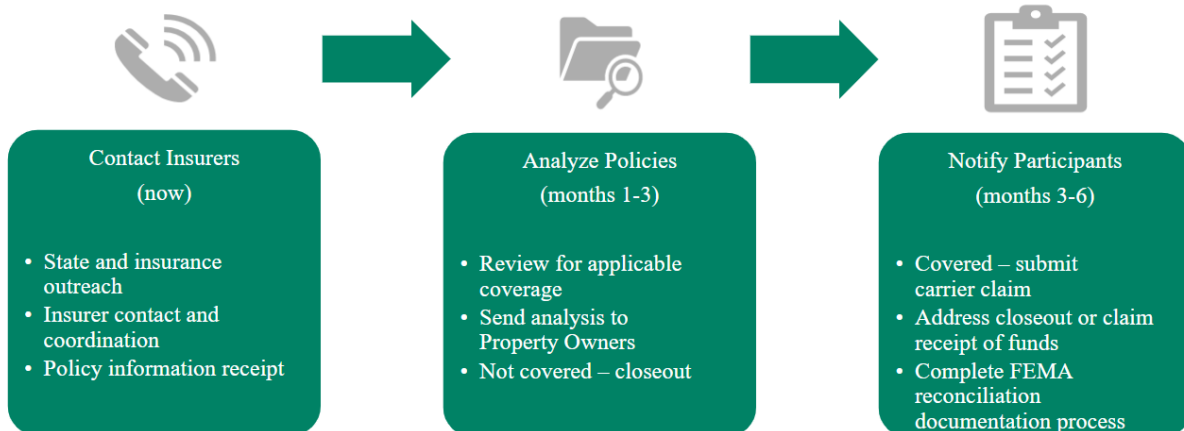 Contact Insurers
(now)
• State and insurance
outreach
• Insurer contact and
coordination
• Policy information receipt
Analyze Policies
(months 1-3)
• Review for applicable
coverage
• Send analysis to
Property Owners
• Not covered – closeout
Notify Participants
(months 3-6)
• Covered – submit
carrier claim
• Address closeout or claim
receipt of funds
• Complete FEMA
reconciliation
documentation process